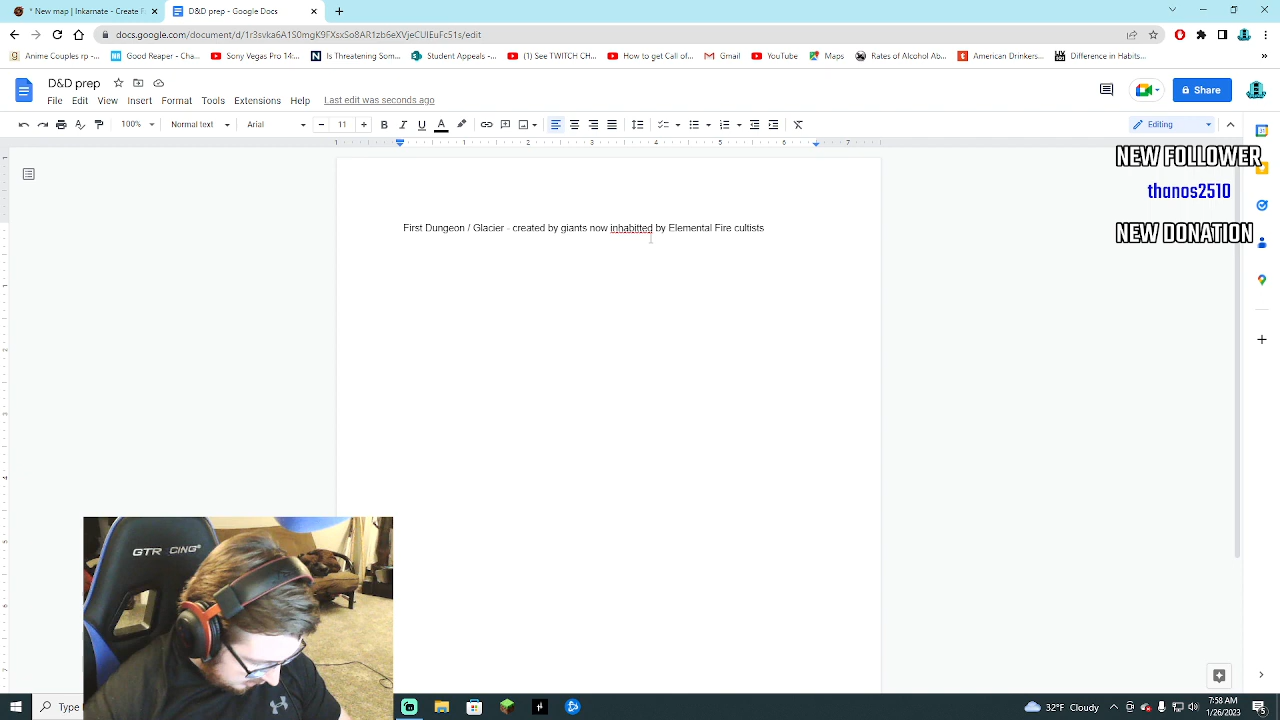 * New map | Inkarnate - Create F
D&D prep - Google Docs
docs.google.com/document/d/1r3svka6A1S0mgK9FXsxSo8AR1zb6eXVjeCUIEuFc51s/edit
Anime Couples - bi
Good Reaper - Grov
Sony Vegas Pro 14:
Is Threatening Som
Student Appeals -
(1) See TWITCH CH
How to get Call of
Gmail
YouTube
Maps
Rates of Alcohol Ab
American Drinkers
Difference in Habits
»
D&D prep
File Edit View Insert Format Tools Extensions Help Last edit was seconds ago
Share
100% Normal text Arial 11 Editing
First Dungeon / Glacier - created by giants now inhabitted by Elemental Fire cultists
NEW FOLLOWER
thanos2510
NEW DONATION
GTR CING
Type
32°F Cloudy
7:58 AM
1/26/2023